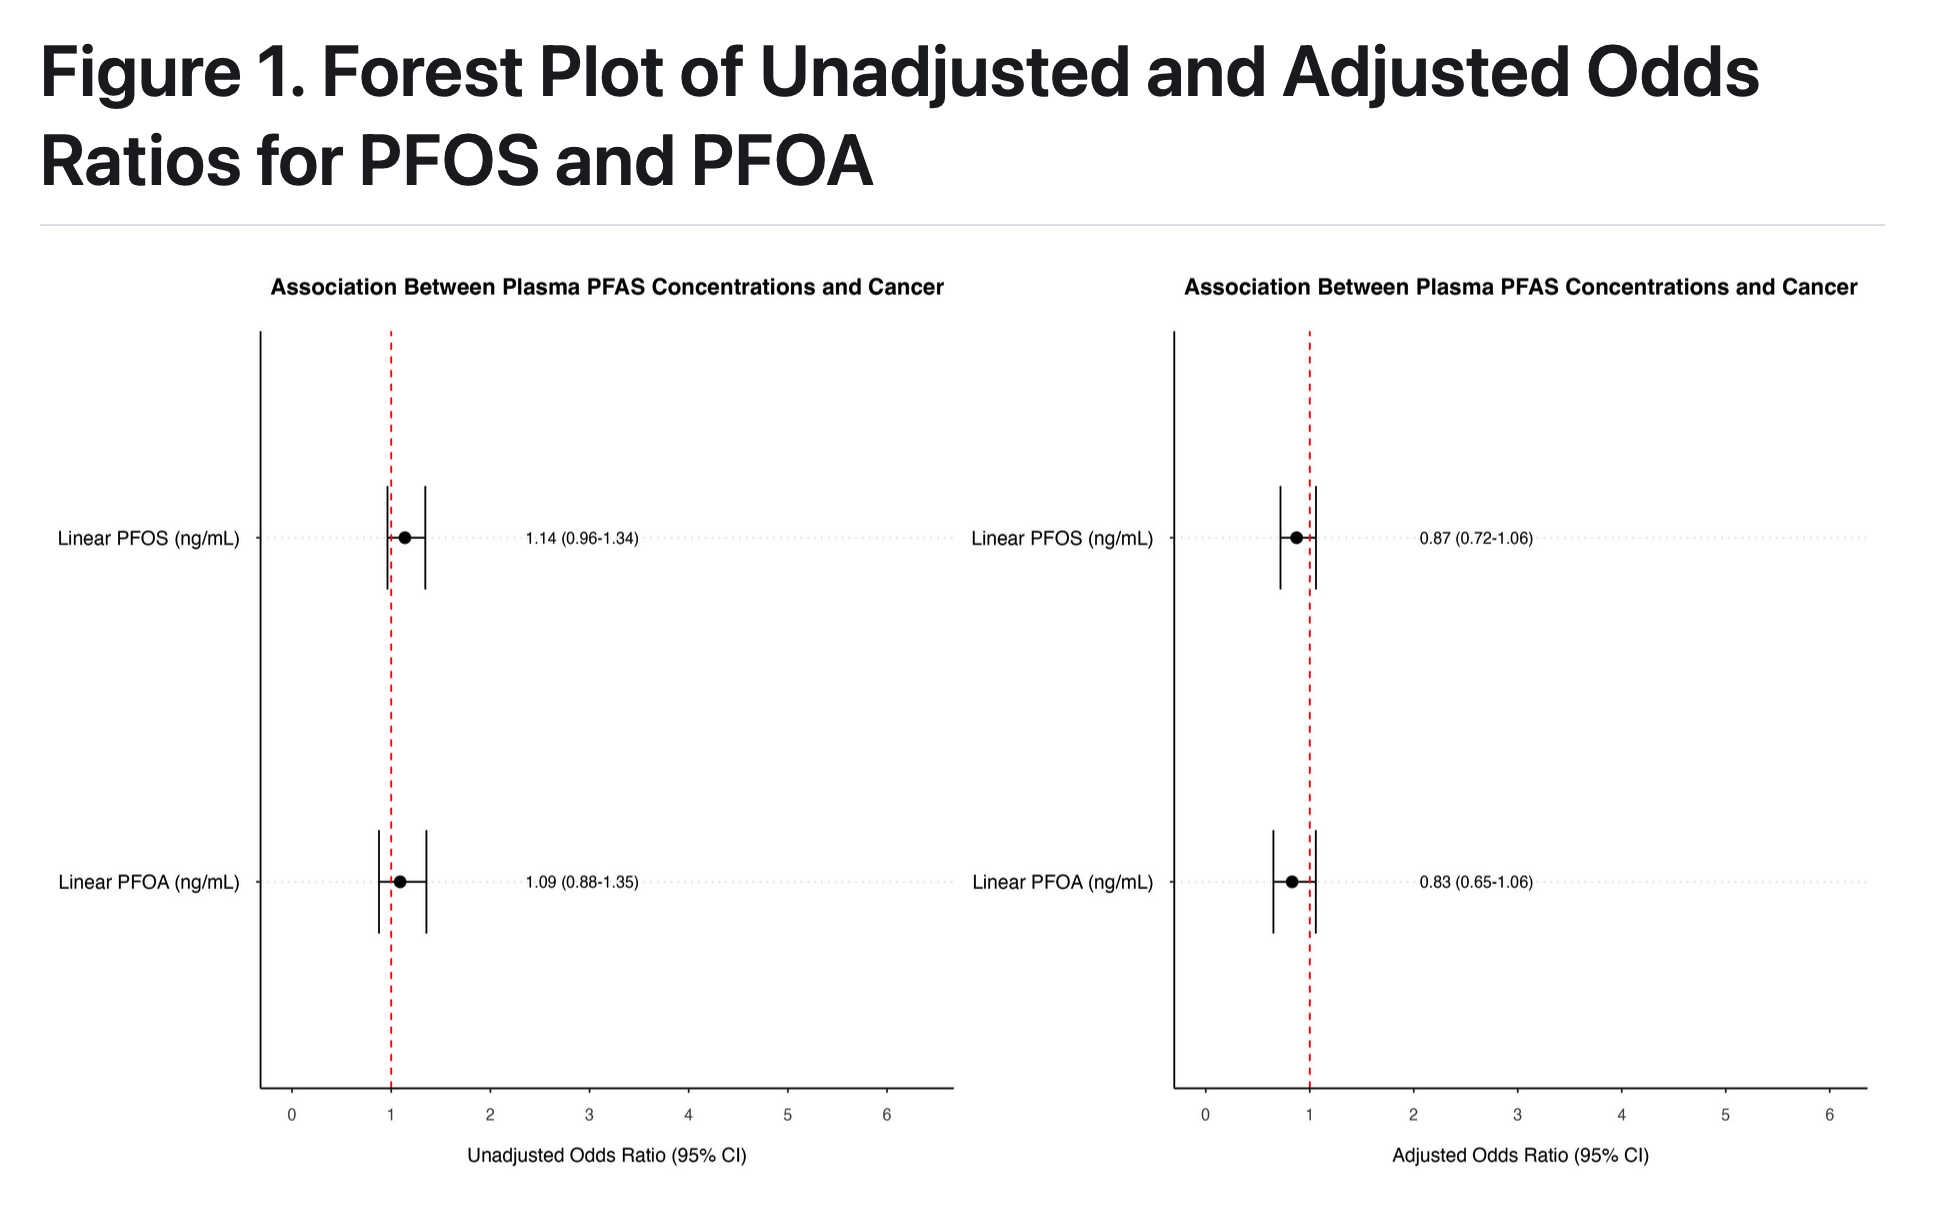 Figure 1. Forest Plot of Unadjusted and Adjusted Odds
Ratios for PFOS and PFOA
Association Between Plasma PFAS Concentrations and Cancer
Linear PFOS (ng/mL)
1.14 (0.96-1.34)
Linear PFOA (ng/mL)
1.09 (0.88-1.35)
0 1 2 3 4 5 6
Unadjusted Odds Ratio (95% CI)
Association Between Plasma PFAS Concentrations and Cancer
Linear PFOS (ng/mL)
0.87 (0.72-1.06)
Linear PFOA (ng/mL)
0.83 (0.65-1.06)
0 1 2 3 4 5 6
Adjusted Odds Ratio (95% CI)